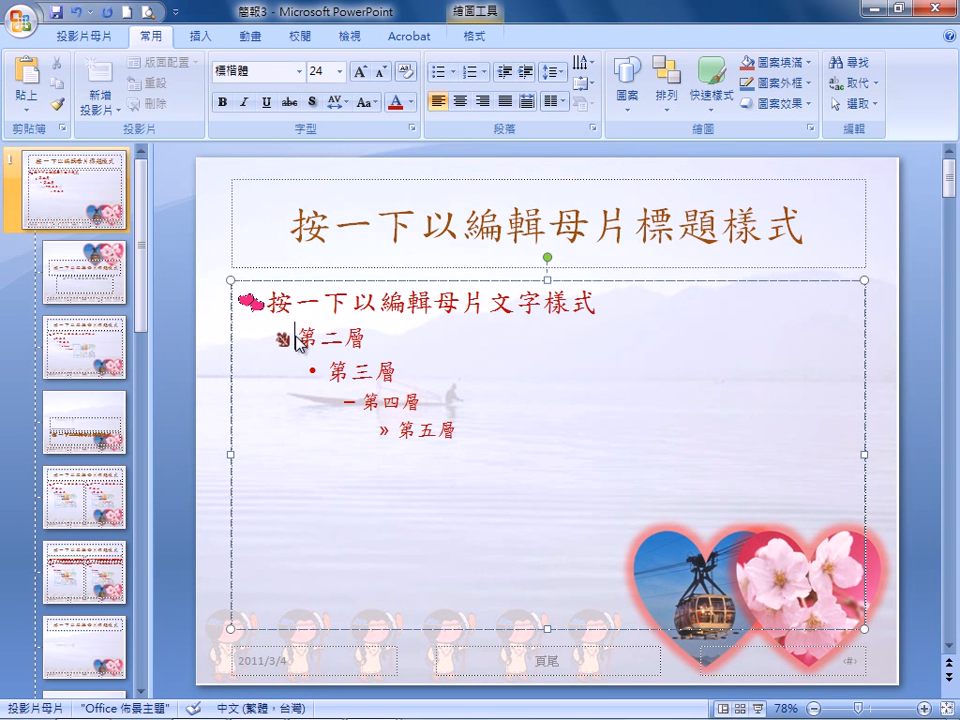 簡報3 - Microsoft PowerPoint
繪圖工具
投影片母片 常用 插入 動畫 校閱 檢視 Acrobat 格式
貼上
剪貼簿
新增
投影片
版面配置
重設
刪除
投影片
標楷體 24
B I U abc S AV Aa A
字型
段落
圖案
排列
快速樣式
圖案填滿
圖案外框
圖案效果
繪圖
尋找
取代
選取
編輯
1
按一下以編輯母片標題樣式
按一下以編輯母片文字樣式
第二層
• 第三層
– 第四層
» 第五層
2011/3/4 頁尾 ‹#›
投影片母片 "Office 佈景主題" 中文 (繁體，台灣) 78%